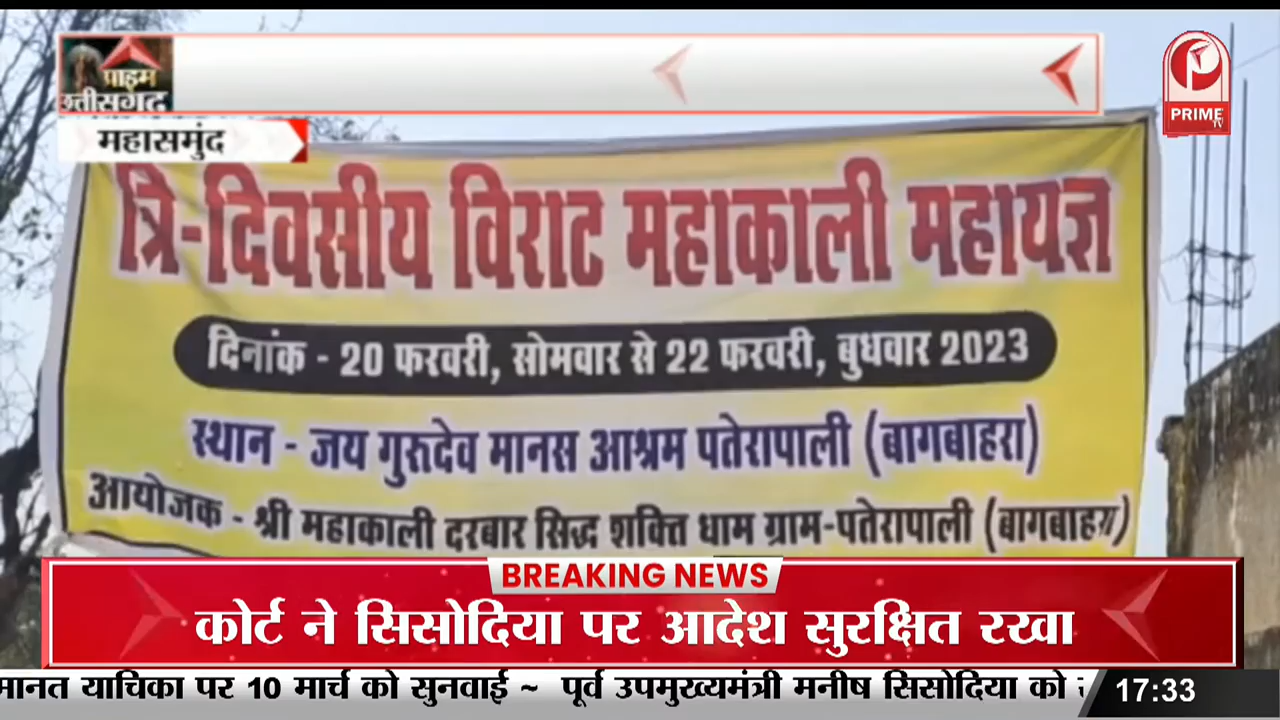 प्राइम
छत्तीसगढ़
PRIME
TV
महासमुंद
त्रि-दिवसीय विराट महाकाली महायज्ञ
दिनांक - 20 फरवरी, सोमवार से 22 फरवरी, बुधवार 2023
स्थान - जय गुरुदेव मानस आश्रम पतेरापाली (बागबाहरा)
आयोजक - श्री महाकाली दरबार सिद्ध शक्ति धाम ग्राम-पतेरापाली (बागबाहरा)
BREAKING NEWS
कोर्ट ने सिसोदिया पर आदेश सुरक्षित रखा
मानत याचिका पर 10 मार्च को सुनवाई ~ पूर्व उपमुख्यमंत्री मनीष सिसोदिया को
17:33